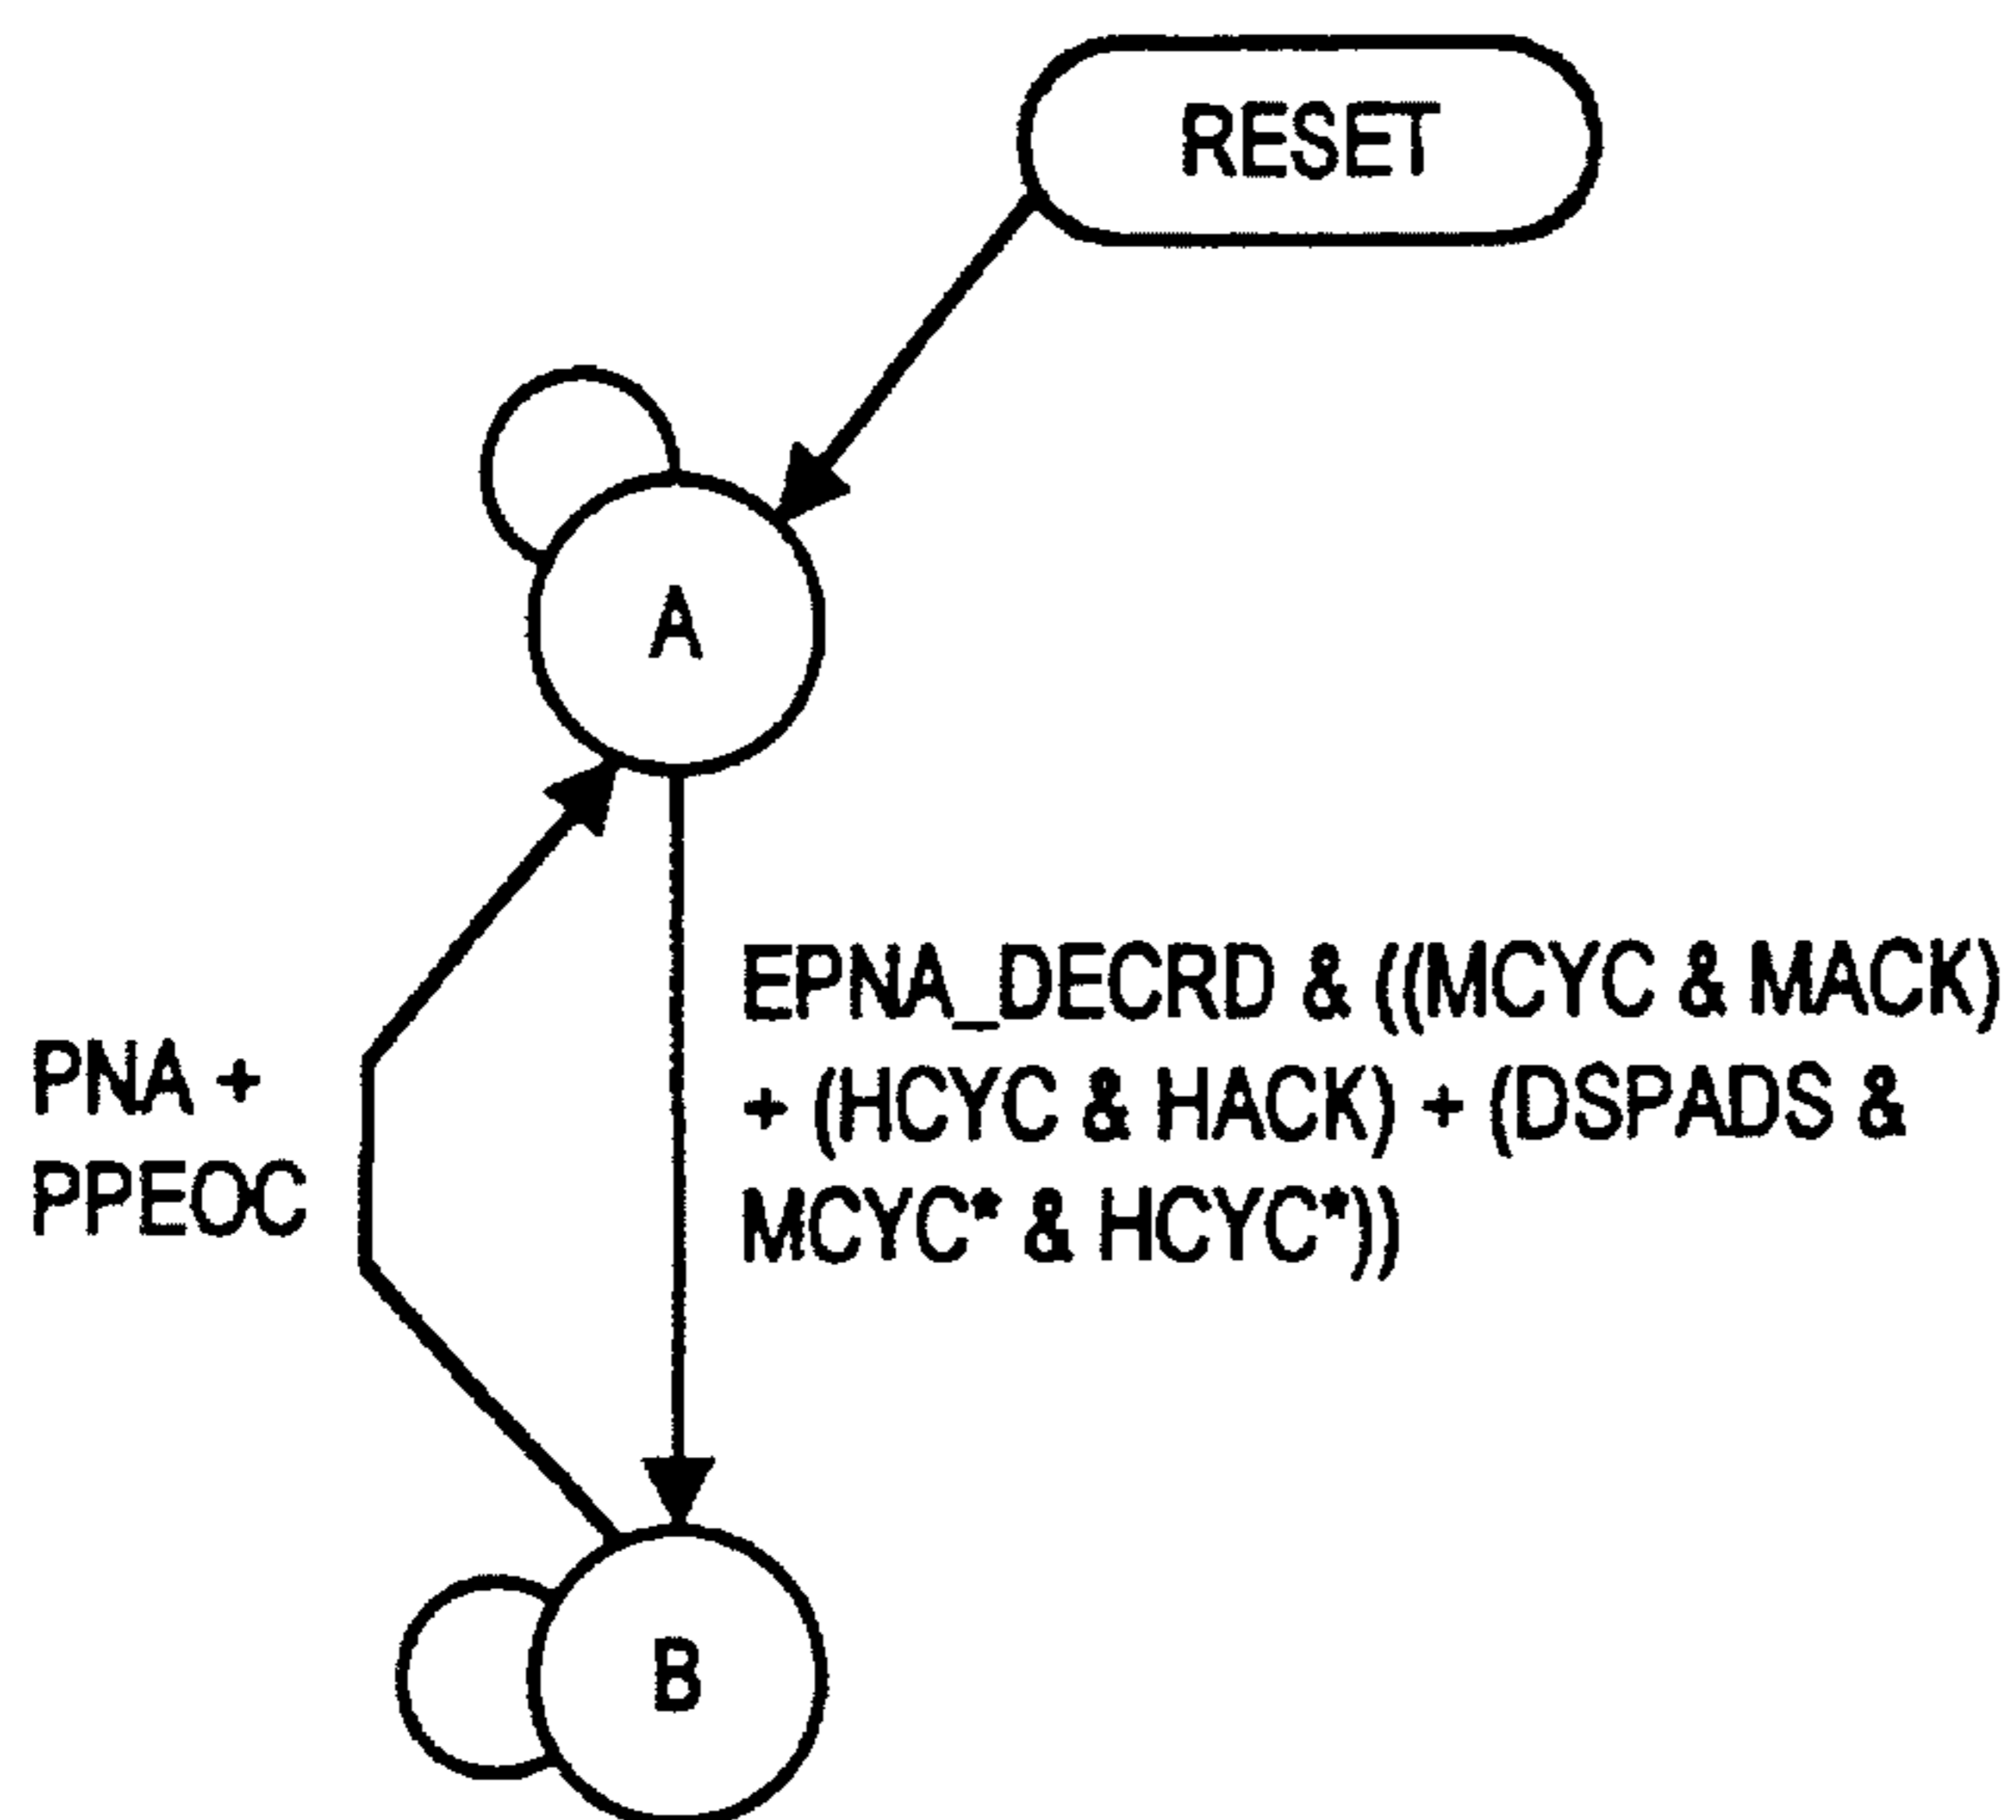 RESET
A
EPNA_DECRD & ((MCYC & MACK)
+ (HCYC & HACK) + (DSPADS &
MCYC* & HCYC*))
PNA +
PPEOC
B